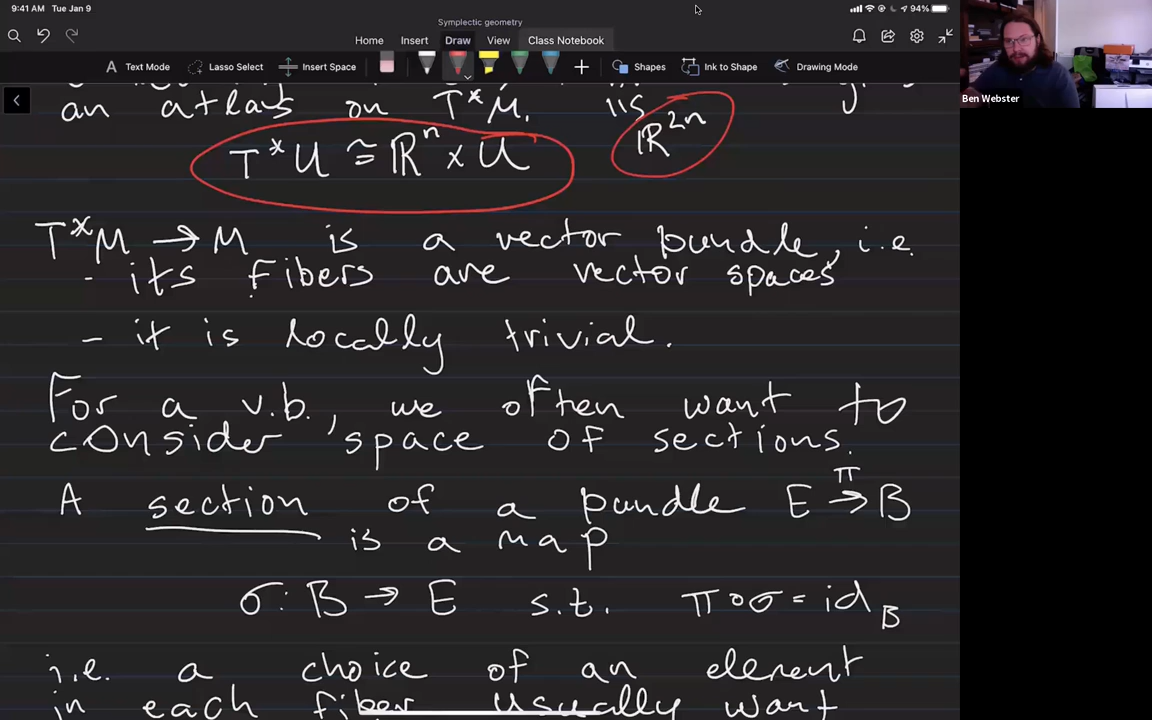 9:41 AM Tue Jan 9
94%
Symplectic geometry
Home Insert Draw View Class Notebook
Text Mode Lasso Select Insert Space Shapes Ink to Shape Drawing Mode
Ben Webster
an atlas on T*M.
T*U ≅ ℝⁿ × U ℝ²ⁿ
T*M → M is a vector pundle, i.e.
- its fibers are vector spaces
- it is locally trivial.
For a v.b., we often want to
consider space of sections.
A section of a pundle E →π B
is a map
σ: B → E s.t. π∘σ = id_B
i.e. a choice of an element
in each fiber usually want